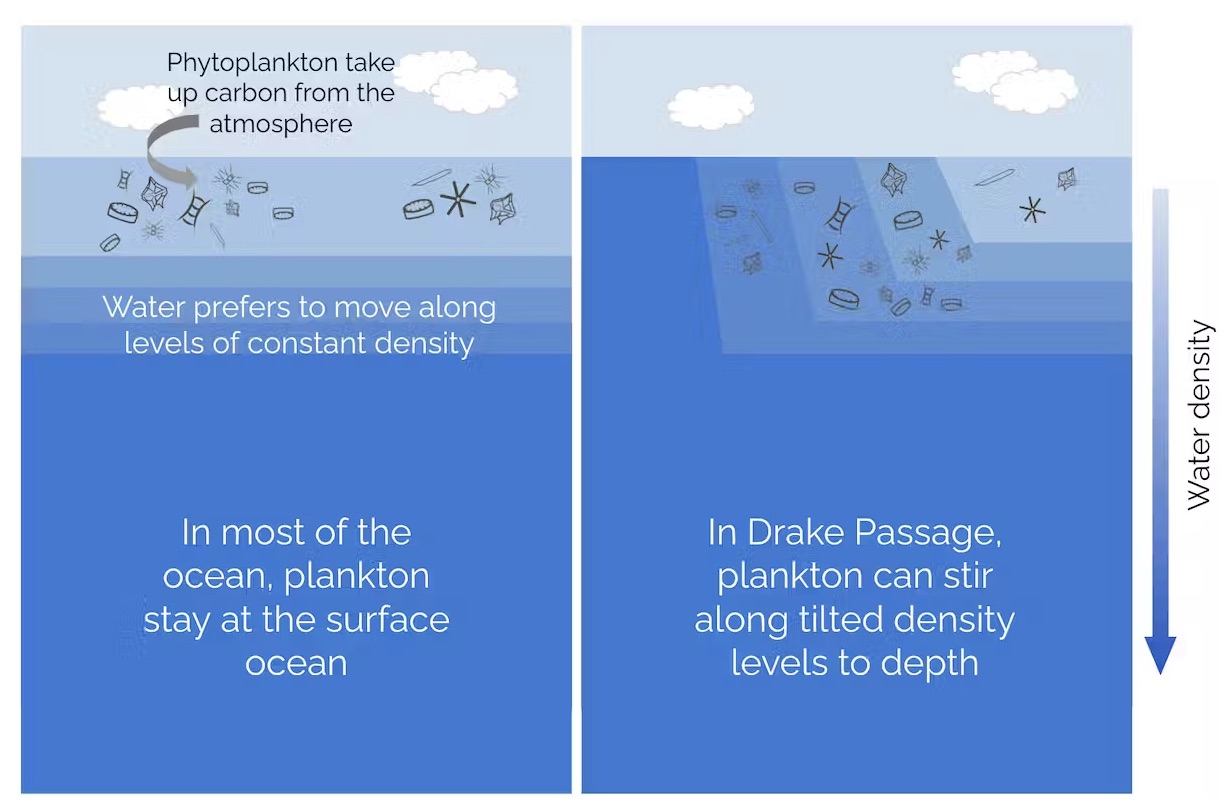 Phytoplankton take
up carbon from the
atmosphere
Water prefers to move along
levels of constant density
In most of the
ocean, plankton
stay at the surface
ocean
In Drake Passage,
plankton can stir
along tilted density
levels to depth
Water density